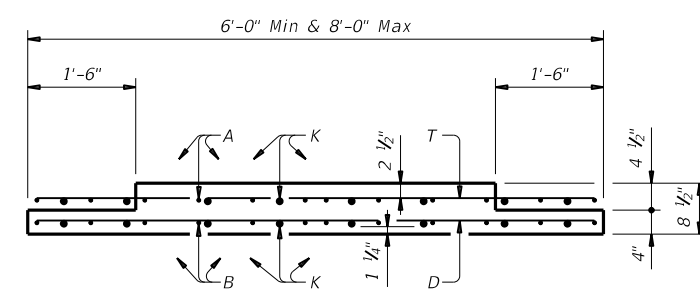 6'-0" Min & 8'-0" Max
1'-6" 1'-6"
A K 2 ½" T 4 ½"
8 ½"
B K 1 ¼" D 4"